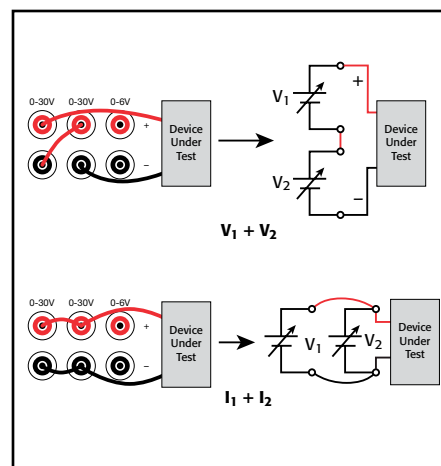 0-30V 0-30V 0-6V
+
−
Device
Under
Test
V1
V2
+
−
Device
Under
Test
V1 + V2
0-30V 0-30V 0-6V
+
−
Device
Under
Test
V1
V2
Device
Under
Test
I1 + I2